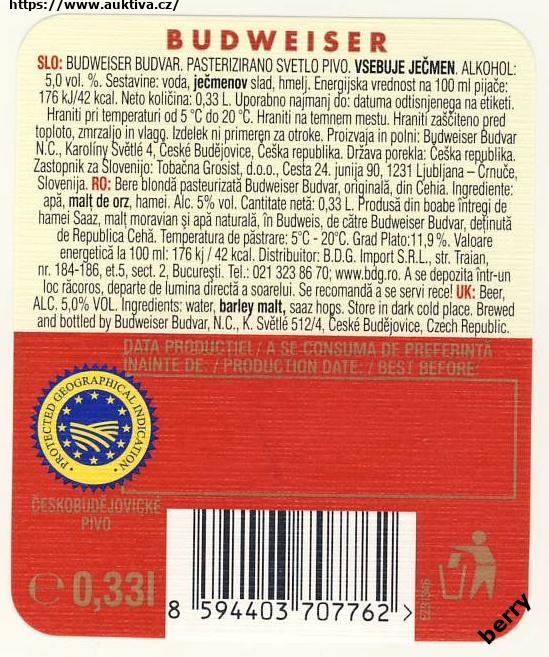 https://www.auktiva.cz/
BUDWEISER
SLO: BUDWEISER BUDVAR. PASTERIZIRANO SVETLO PIVO. VSEBUJE JEČMEN. ALKOHOL:
5,0 vol. %. Sestavine: voda, ječmenov slad, hmelj. Energijska vrednost na 100 ml pijače:
176 kJ/42 kcal. Neto količina: 0,33 L. Uporabno najmanj do: datuma odtisnjenega na etiketi.
Hraniti pri temperaturi od 5 °C do 20 °C. Hraniti na temnem mestu. Hraniti zaščiteno pred
toploto, zmrzaljo in vlago. Izdelek ni primeren za otroke. Proizvaja in polni: Budweiser Budvar
N.C., Karolíny Světlé 4, České Budějovice, Češka republika. Država porekla: Češka republika.
Zastopnik za Slovenijo: Tobačna Grosist, d.o.o., Cesta 24. junija 90, 1231 Ljubljana – Črnuče,
Slovenija. RO: Bere blondă pasteurizată Budweiser Budvar, originală, din Cehia. Ingrediente:
apă, malț de orz, hamei. Alc. 5% vol. Cantitate netă: 0,33 L. Produsă din boabe întregi de
hamei Saaz, malț moravian și apă naturală, în Budweis, de către Budweiser Budvar, deținută
de Republica Cehă. Temperatura de păstrare: 5°C - 20°C. Grad Plato:11,9 %. Valoare
energetică la 100 ml: 176 kj / 42 kcal. Distribuitor: B.D.G. Import S.R.L., str. Traian,
nr. 184-186, et.5, sect. 2, București. Tel.: 021 323 86 70; www.bdg.ro. A se depozita într-un
loc răcoros, departe de lumina directă a soarelui. Se recomandă a se servi rece! UK: Beer,
ALC. 5,0% VOL. Ingredients: water, barley malt, saaz hops. Store in dark cold place. Brewed
and bottled by Budweiser Budvar, N.C., K. Světlé 512/4, České Budějovice, Czech Republic.
DATA PRODUCȚIEI / A SE CONSUMA DE PREFERINȚĂ
ÎNAINTE DE: / PRODUCTION DATE: / BEST BEFORE:
PROTECTED GEOGRAPHICAL INDICATION
ČESKOBUDĚJOVICKÉ
PIVO
e 0,33l
8 594403 707762 >
berry